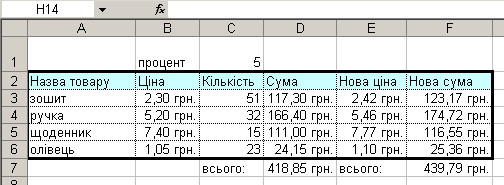 H14 fx
A B C D E F
1 процент 5
2 Назва товару Ціна Кількість Сума Нова ціна Нова сума
3 зошит 2,30 грн. 51 117,30 грн. 2,42 грн. 123,17 грн.
4 ручка 5,20 грн. 32 166,40 грн. 5,46 грн. 174,72 грн.
5 щоденник 7,40 грн. 15 111,00 грн. 7,77 грн. 116,55 грн.
6 олівець 1,05 грн. 23 24,15 грн. 1,10 грн. 25,36 грн.
7 всього: 418,85 грн. всього: 439,79 грн.
8